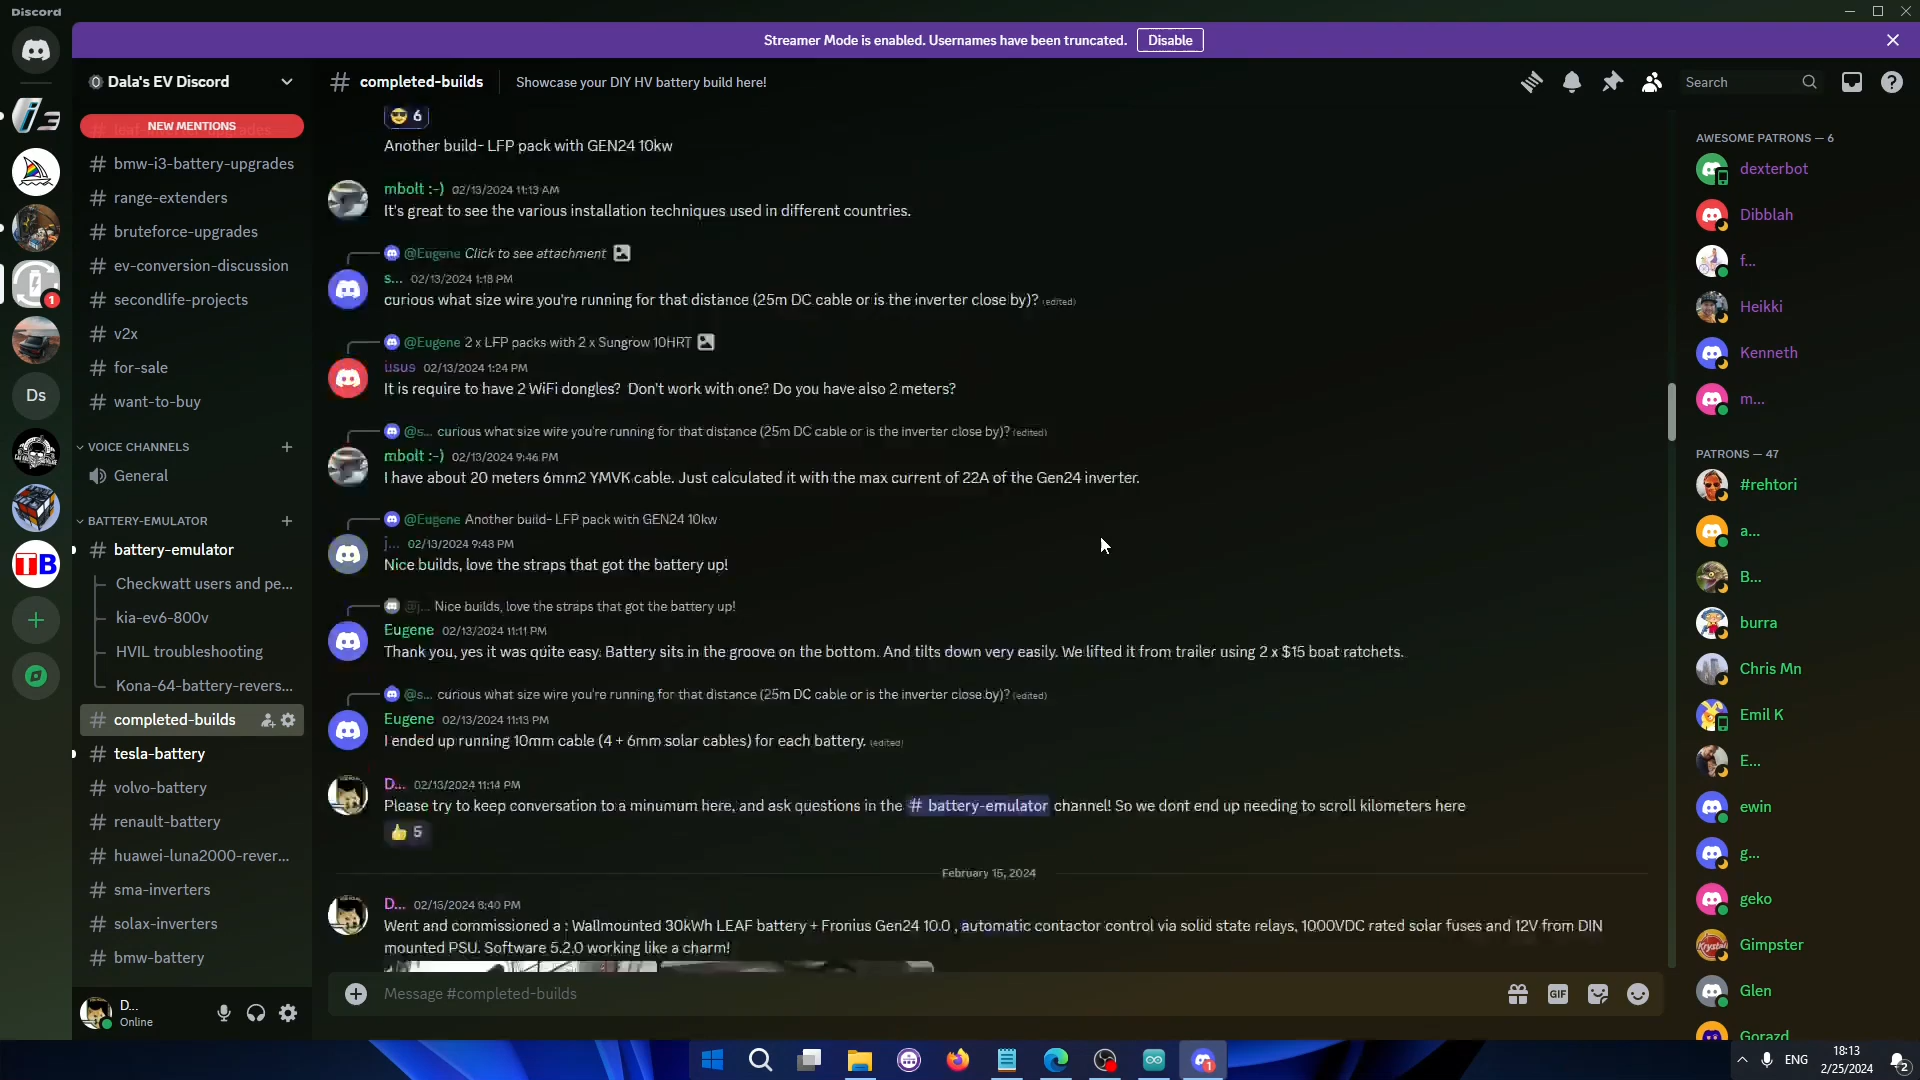 Discord
Streamer Mode is enabled. Usernames have been truncated. Disable
Dala's EV Discord
completed-builds
Showcase your DIY HV battery build here!
Search
NEW MENTIONS
bmw-i3-battery-upgrades
range-extenders
bruteforce-upgrades
ev-conversion-discussion
secondlife-projects
v2x
for-sale
want-to-buy
VOICE CHANNELS
General
BATTERY-EMULATOR
battery-emulator
Checkwatt users and pe...
kia-ev6-800v
HVIL troubleshooting
Kona-64-battery-revers...
completed-builds
tesla-battery
volvo-battery
renault-battery
huawei-luna2000-rever...
sma-inverters
solax-inverters
bmw-battery
D...
Online
1
Ds
TB
6
Another build- LFP pack with GEN24 10kw
mbolt :-) 02/13/2024 11:13 AM
It's great to see the various installation techniques used in different countries.
@Eugene Click to see attachment
s... 02/13/2024 1:18 PM
curious what size wire you're running for that distance (25m DC cable or is the inverter close by)? (edited)
@Eugene 2 x LFP packs with 2 x Sungrow 10HRT
usus 02/13/2024 1:24 PM
It is require to have 2 WiFi dongles? Don't work with one? Do you have also 2 meters?
@s... curious what size wire you're running for that distance (25m DC cable or is the inverter close by)? (edited)
mbolt :-) 02/13/2024 9:46 PM
I have about 20 meters 6mm2 YMVK cable. Just calculated it with the max current of 22A of the Gen24 inverter.
@Eugene Another build- LFP pack with GEN24 10kw
j... 02/13/2024 9:48 PM
Nice builds, love the straps that got the battery up!
@j... Nice builds, love the straps that got the battery up!
Eugene 02/13/2024 11:11 PM
Thank you, yes it was quite easy. Battery sits in the groove on the bottom. And tilts down very easily. We lifted it from trailer using 2 x $15 boat ratchets.
@s... curious what size wire you're running for that distance (25m DC cable or is the inverter close by)? (edited)
Eugene 02/13/2024 11:13 PM
I ended up running 10mm cable (4 + 6mm solar cables) for each battery. (edited)
D... 02/13/2024 11:14 PM
Please try to keep conversation to a minumum here, and ask questions in the # battery-emulator channel! So we dont end up needing to scroll kilometers here
5
February 15, 2024
D... 02/15/2024 8:40 PM
Went and commissioned a : Wallmounted 30kWh LEAF battery + Fronius Gen24 10.0 , automatic contactor control via solid state relays, 1000VDC rated solar fuses and 12V from DIN
mounted PSU. Software 5.2.0 working like a charm!
Message #completed-builds
GIF
AWESOME PATRONS — 6
dexterbot
Dibblah
f...
Heikki
Kenneth
m...
PATRONS — 47
#rehtori
a...
B...
burra
Chris Mn
Emil K
E...
ewin
g...
geko
Gimpster
Glen
Gorazd
1
ENG
18:13
2/25/2024
2